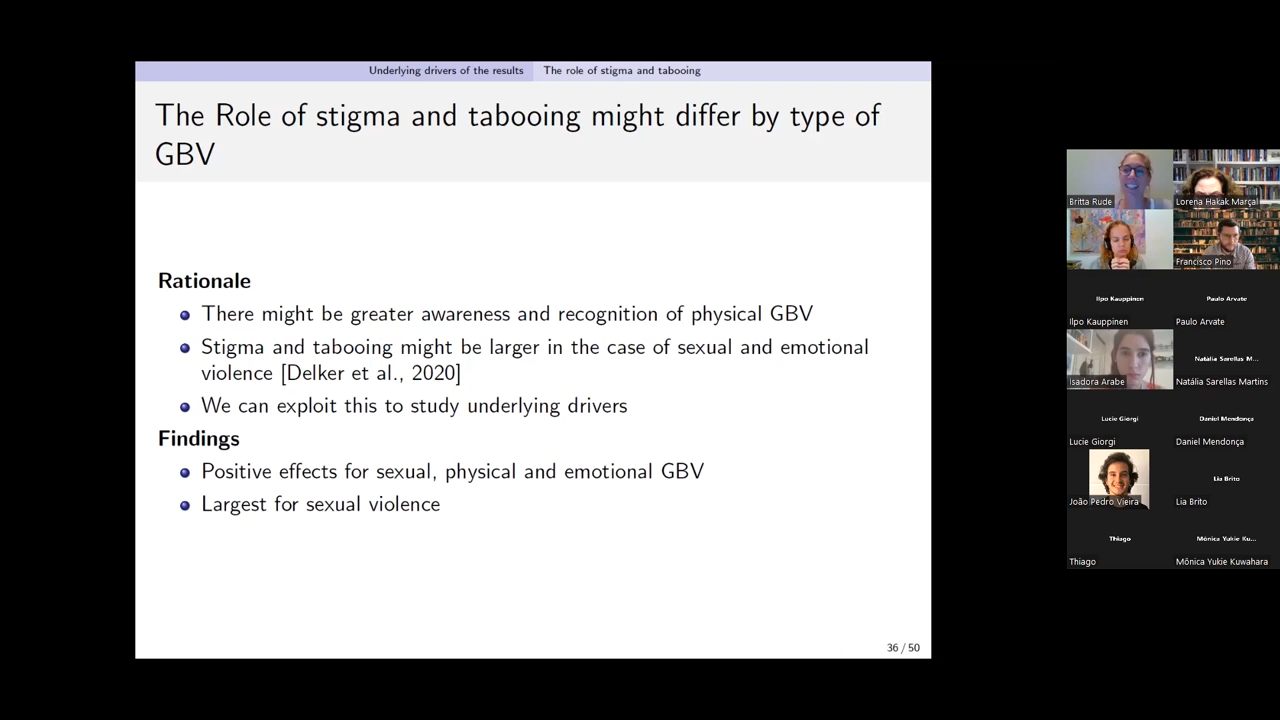 Underlying drivers of the results The role of stigma and tabooing
The Role of stigma and tabooing might differ by type of
GBV
Rationale
There might be greater awareness and recognition of physical GBV
Stigma and tabooing might be larger in the case of sexual and emotional
violence [Delker et al., 2020]
We can exploit this to study underlying drivers
Findings
Positive effects for sexual, physical and emotional GBV
Largest for sexual violence
36 / 50
Britta Rude
Lorena Hakak Marçal
Francisco Pino
Ilpo Kauppinen
Paulo Arvate
Ilpo Kauppinen
Paulo Arvate
Natália Sarellas M...
Isadora Arabe
Natália Sarellas Martins
Lucie Giorgi
Daniel Mendonça
Lucie Giorgi
Daniel Mendonça
Lia Brito
João Pedro Vieira
Lia Brito
Thiago
Mônica Yukie Ku...
Thiago
Mônica Yukie Kuwahara